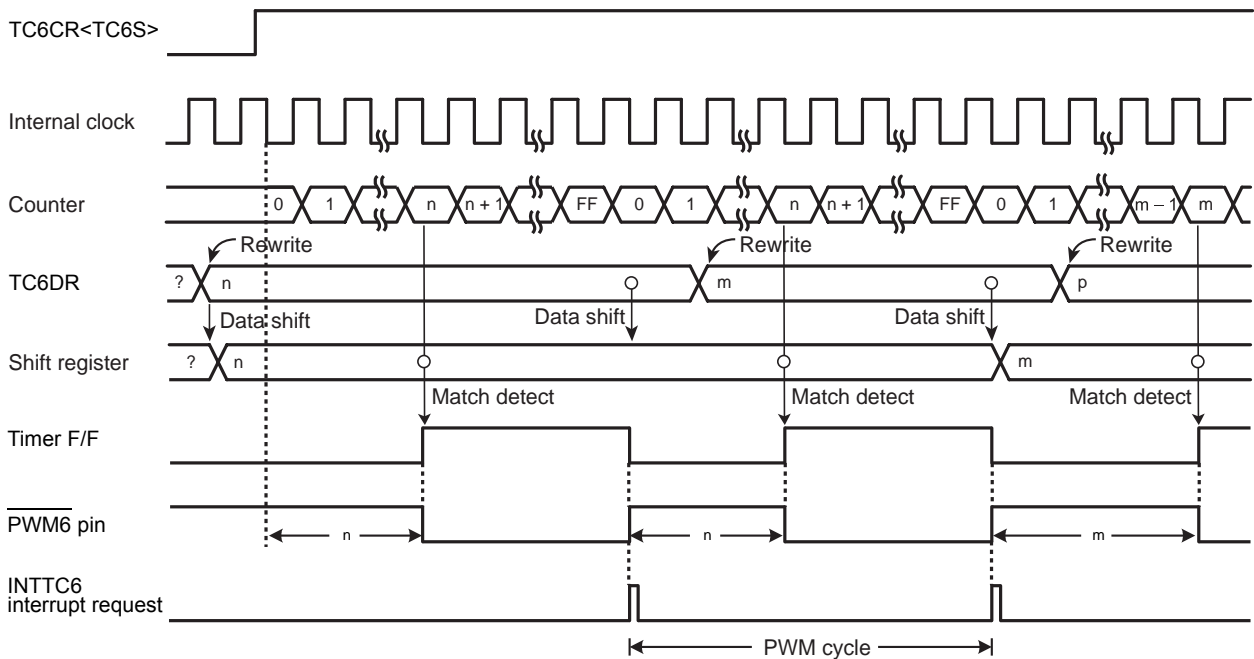 TC6CR<TC6S>
Internal clock
Counter
0 1 n n + 1 FF 0 1 n n + 1 FF 0 1 m – 1 m
Rewrite Rewrite Rewrite
TC6DR
? n m p
Data shift Data shift Data shift
Shift register
? n m
Match detect Match detect Match detect
Timer F/F
PWM6 pin
n n m
INTTC6
interrupt request
PWM cycle